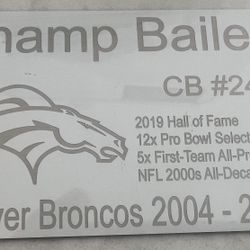 hamp Baile
CB #24
2019 Hall of Fame
12x Pro Bowl Select
5x First-Team All-Pr
NFL 2000s All-Deca
ver Broncos 2004 - 2